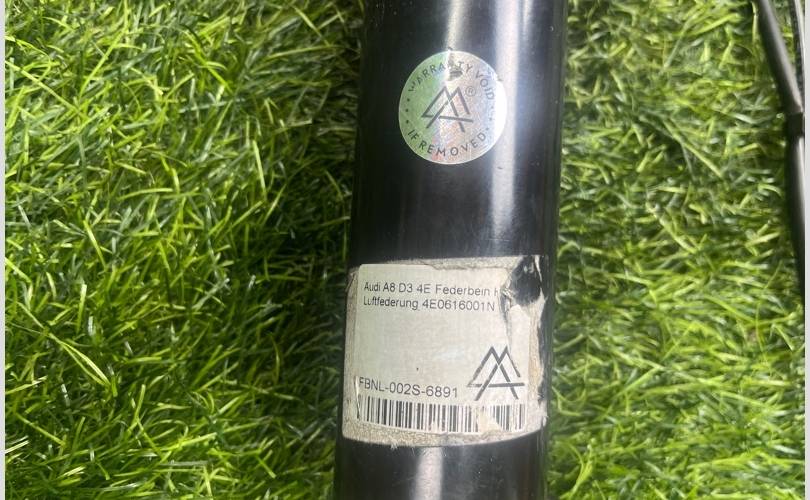 WARRANTY VOID
®
IF REMOVED
Audi A8 D3 4E Federbein H
Luftfederung 4E0616001N
FBNL-002S-6891